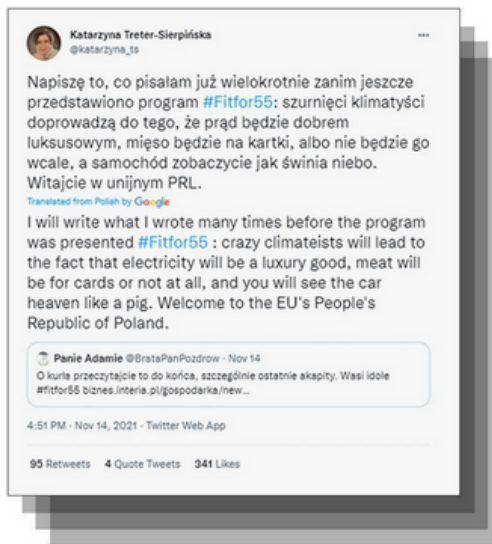 Katarzyna Treter-Sierpińska
@katarzyna_ts
Napiszę to, co pisałam już wielokrotnie zanim jeszcze
przedstawiono program #Fitfor55: szurnięci klimatyści
doprowadzą do tego, że prąd będzie dobrem
luksusowym, mięso będzie na kartki, albo nie będzie go
wcale, a samochód zobaczycie jak świnia niebo.
Witajcie w unijnym PRL.
Translated from Polish by Google
I will write what I wrote many times before the program
was presented #Fitfor55 : crazy climateists will lead to
the fact that electricity will be a luxury good, meat will
be for cards or not at all, and you will see the car
heaven like a pig. Welcome to the EU's People's
Republic of Poland.
Panie Adamie @BrataPanPozdrow · Nov 14
O kurła przeczytajcie to do końca, szczególnie ostatnie akapity. Wasi idole
#fitfor55 biznes.interia.pl/gospodarka/new...
4:51 PM · Nov 14, 2021 · Twitter Web App
95 Retweets 4 Quote Tweets 341 Likes